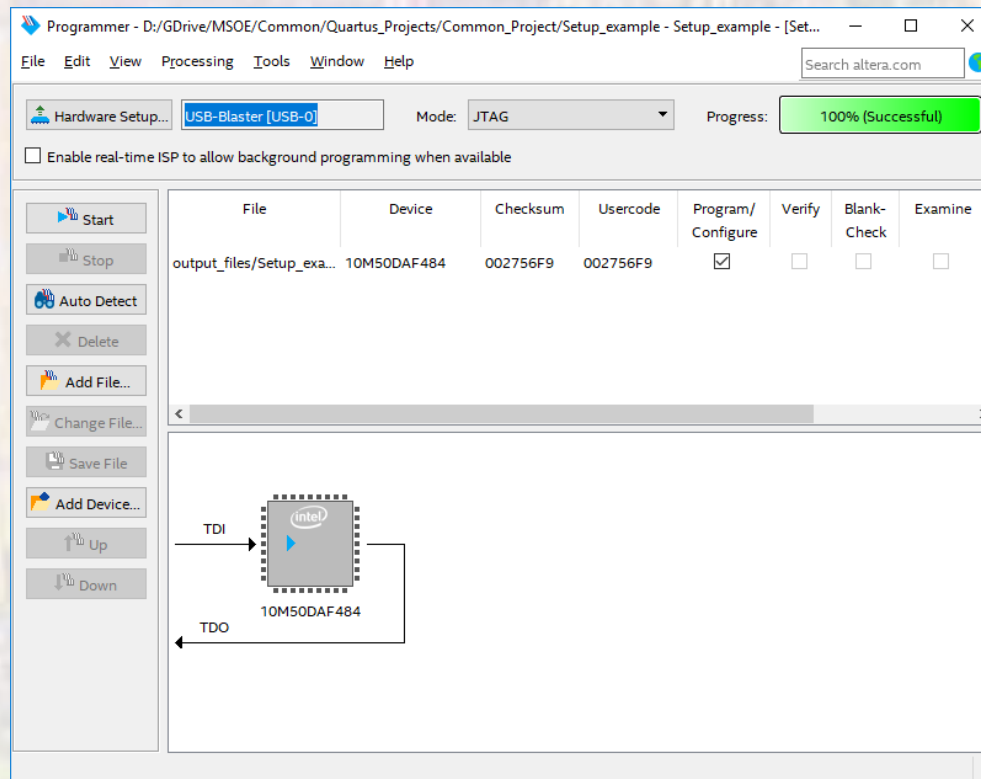 Programmer - D:/GDrive/MSOE/Common/Quartus_Projects/Common_Project/Setup_example - Setup_example - [Set...
File Edit View Processing Tools Window Help
Search altera.com
Hardware Setup... USB-Blaster [USB-0] Mode: JTAG Progress: 100% (Successful)
Enable real-time ISP to allow background programming when available
Start
Stop
Auto Detect
Delete
Add File...
Change File...
Save File
Add Device...
Up
Down
File Device Checksum Usercode Program/ Verify Blank- Examine
Configure Check
output_files/Setup_exa... 10M50DAF484 002756F9 002756F9
intel
TDI
10M50DAF484
TDO